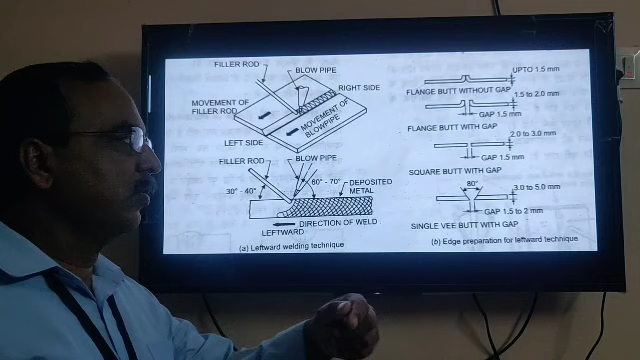 FILLER ROD
BLOW PIPE
RIGHT SIDE
MOVEMENT OF
FILLER ROD
MOVEMENT OF
BLOWPIPE
LEFT SIDE
FILLER ROD
BLOW PIPE
30° - 40°
60° - 70°
DEPOSITED
METAL
DIRECTION OF WELD
LEFTWARD
(a) Leftward welding technique
UPTO 1.5 mm
FLANGE BUTT WITHOUT GAP
1.5 to 2.0 mm
GAP 1.5 mm
FLANGE BUTT WITH GAP
2.0 to 3.0 mm
GAP 1.5 mm
SQUARE BUTT WITH GAP
80°
3.0 to 5.0 mm
GAP 1.5 to 2 mm
SINGLE VEE BUTT WITH GAP
(b) Edge preparation for leftward technique